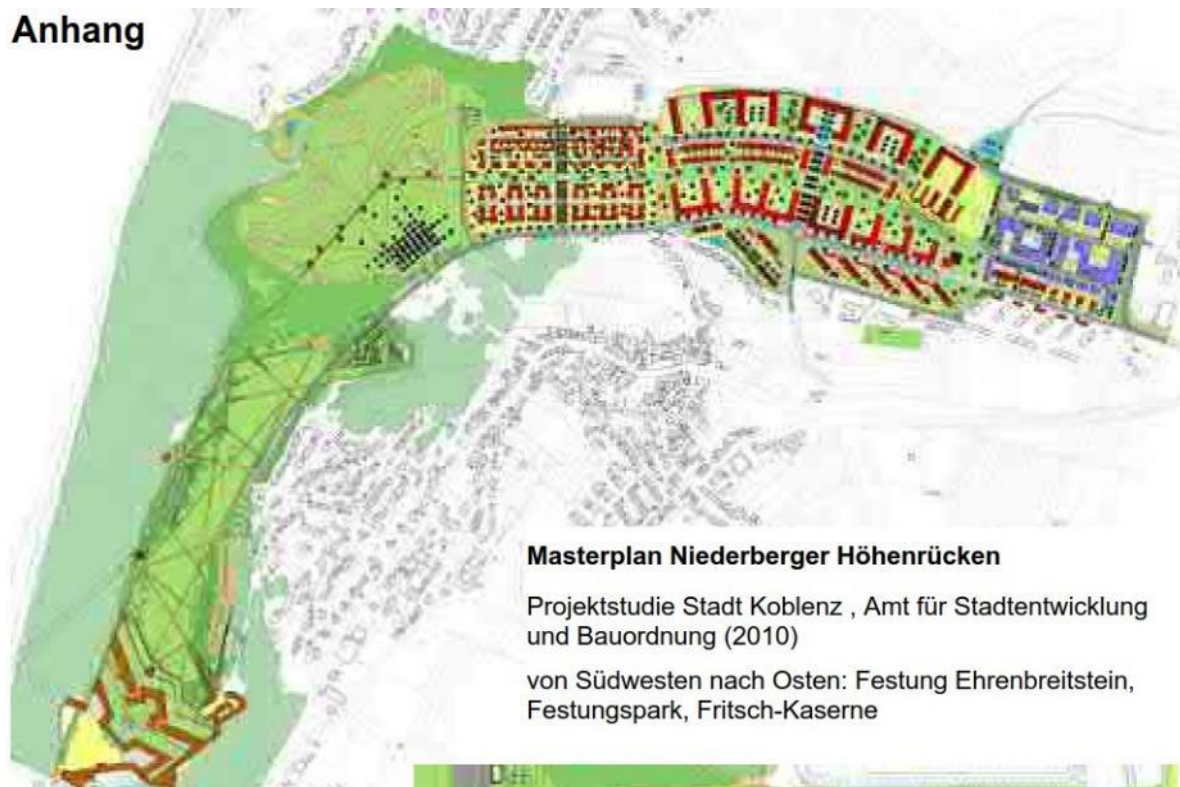 Anhang
Masterplan Niederberger Höhenrücken
Projektstudie Stadt Koblenz , Amt für Stadtentwicklung
und Bauordnung (2010)
von Südwesten nach Osten: Festung Ehrenbreitstein,
Festungspark, Fritsch-Kaserne